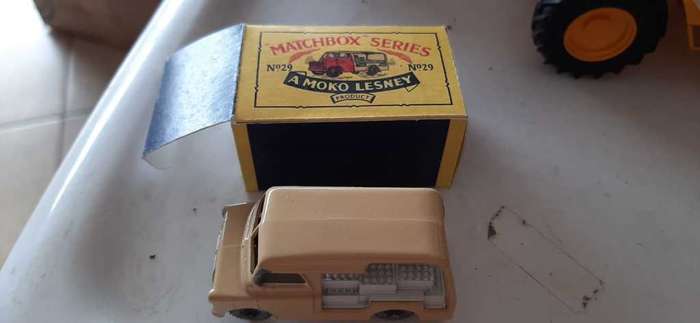 MATCHBOX SERIES
No29 No29
A MOKO LESNEY
PRODUCT